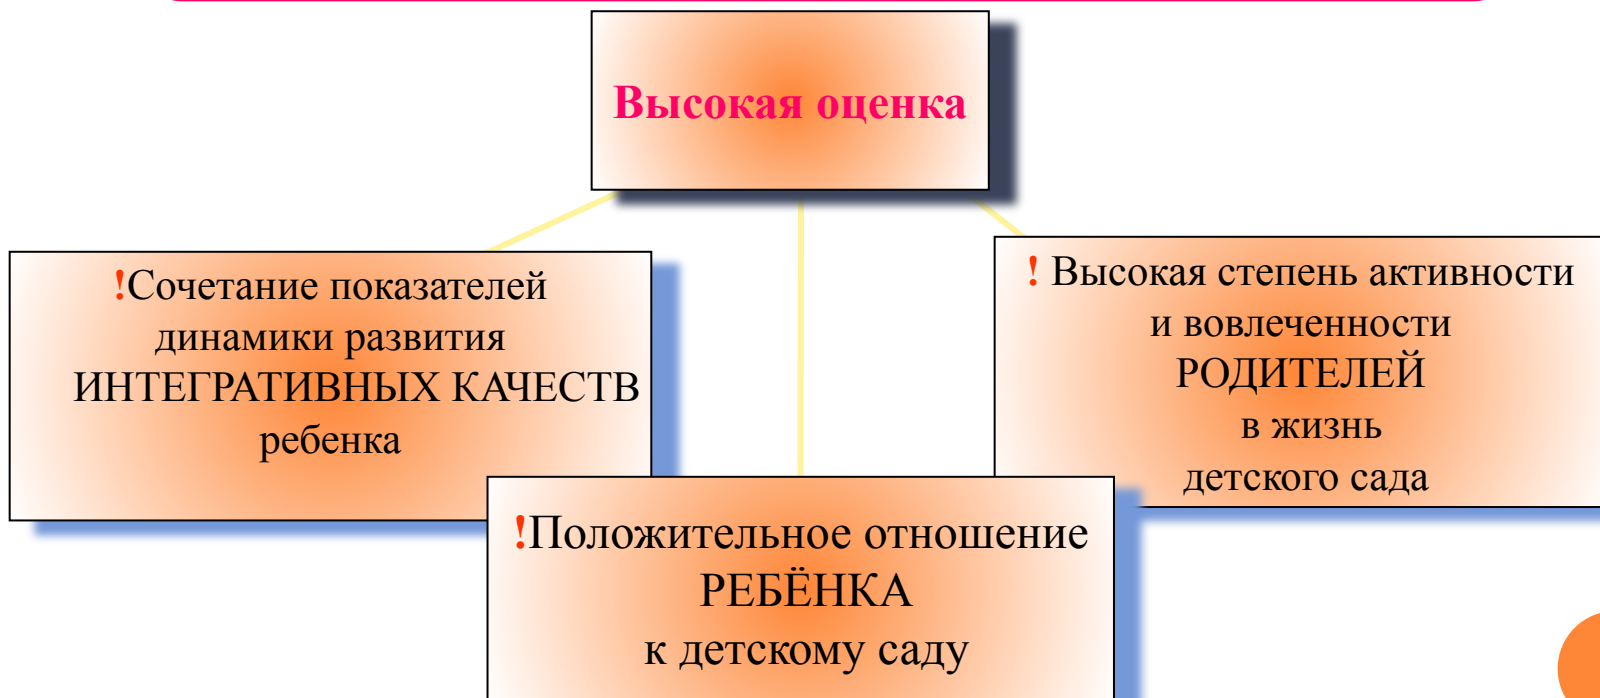 Высокая оценка
!Сочетание показателей
динамики развития
ИНТЕГРАТИВНЫХ КАЧЕСТВ
ребенка
! Высокая степень активности
и вовлеченности
РОДИТЕЛЕЙ
в жизнь
детского сада
!Положительное отношение
РЕБЁНКА
к детскому саду